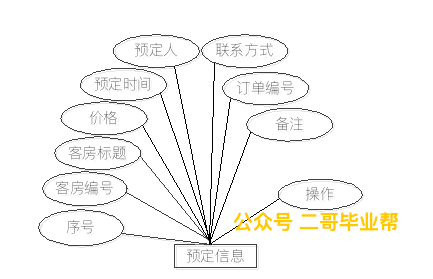 预定人
联系方式
预定时间
订单编号
价格
备注
客房标题
客房编号
操作
公众号 二哥毕业帮
序号
预定信息